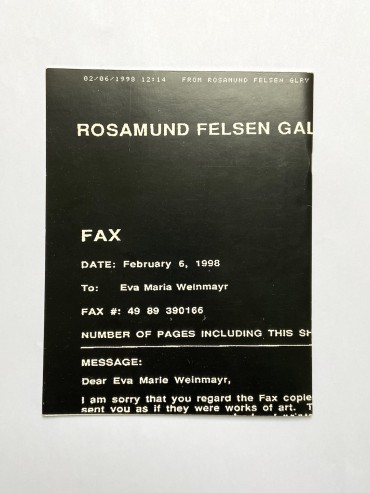 02/06/1998 12:14 FROM ROSAMUND FELSEN GLRY
ROSAMUND FELSEN GAL
FAX
DATE: February 6, 1998
To: Eva Maria Weinmayr
FAX #: 49 89 390166
NUMBER OF PAGES INCLUDING THIS SH
MESSAGE:
Dear Eva Marie Weinmayr,
I am sorry that you regard the Fax copie
sent you as if they were works of art. T